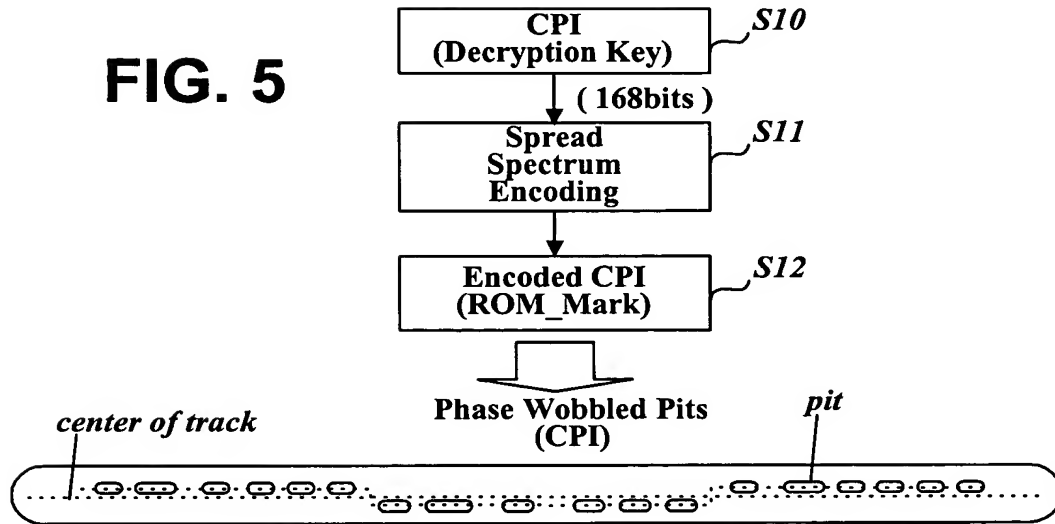 FIG. 5
CPI
(Decryption Key)
S10
( 168bits )
Spread
Spectrum
Encoding
S11
Encoded CPI
(ROM_Mark)
S12
Phase Wobbled Pits
(CPI)
center of track
pit